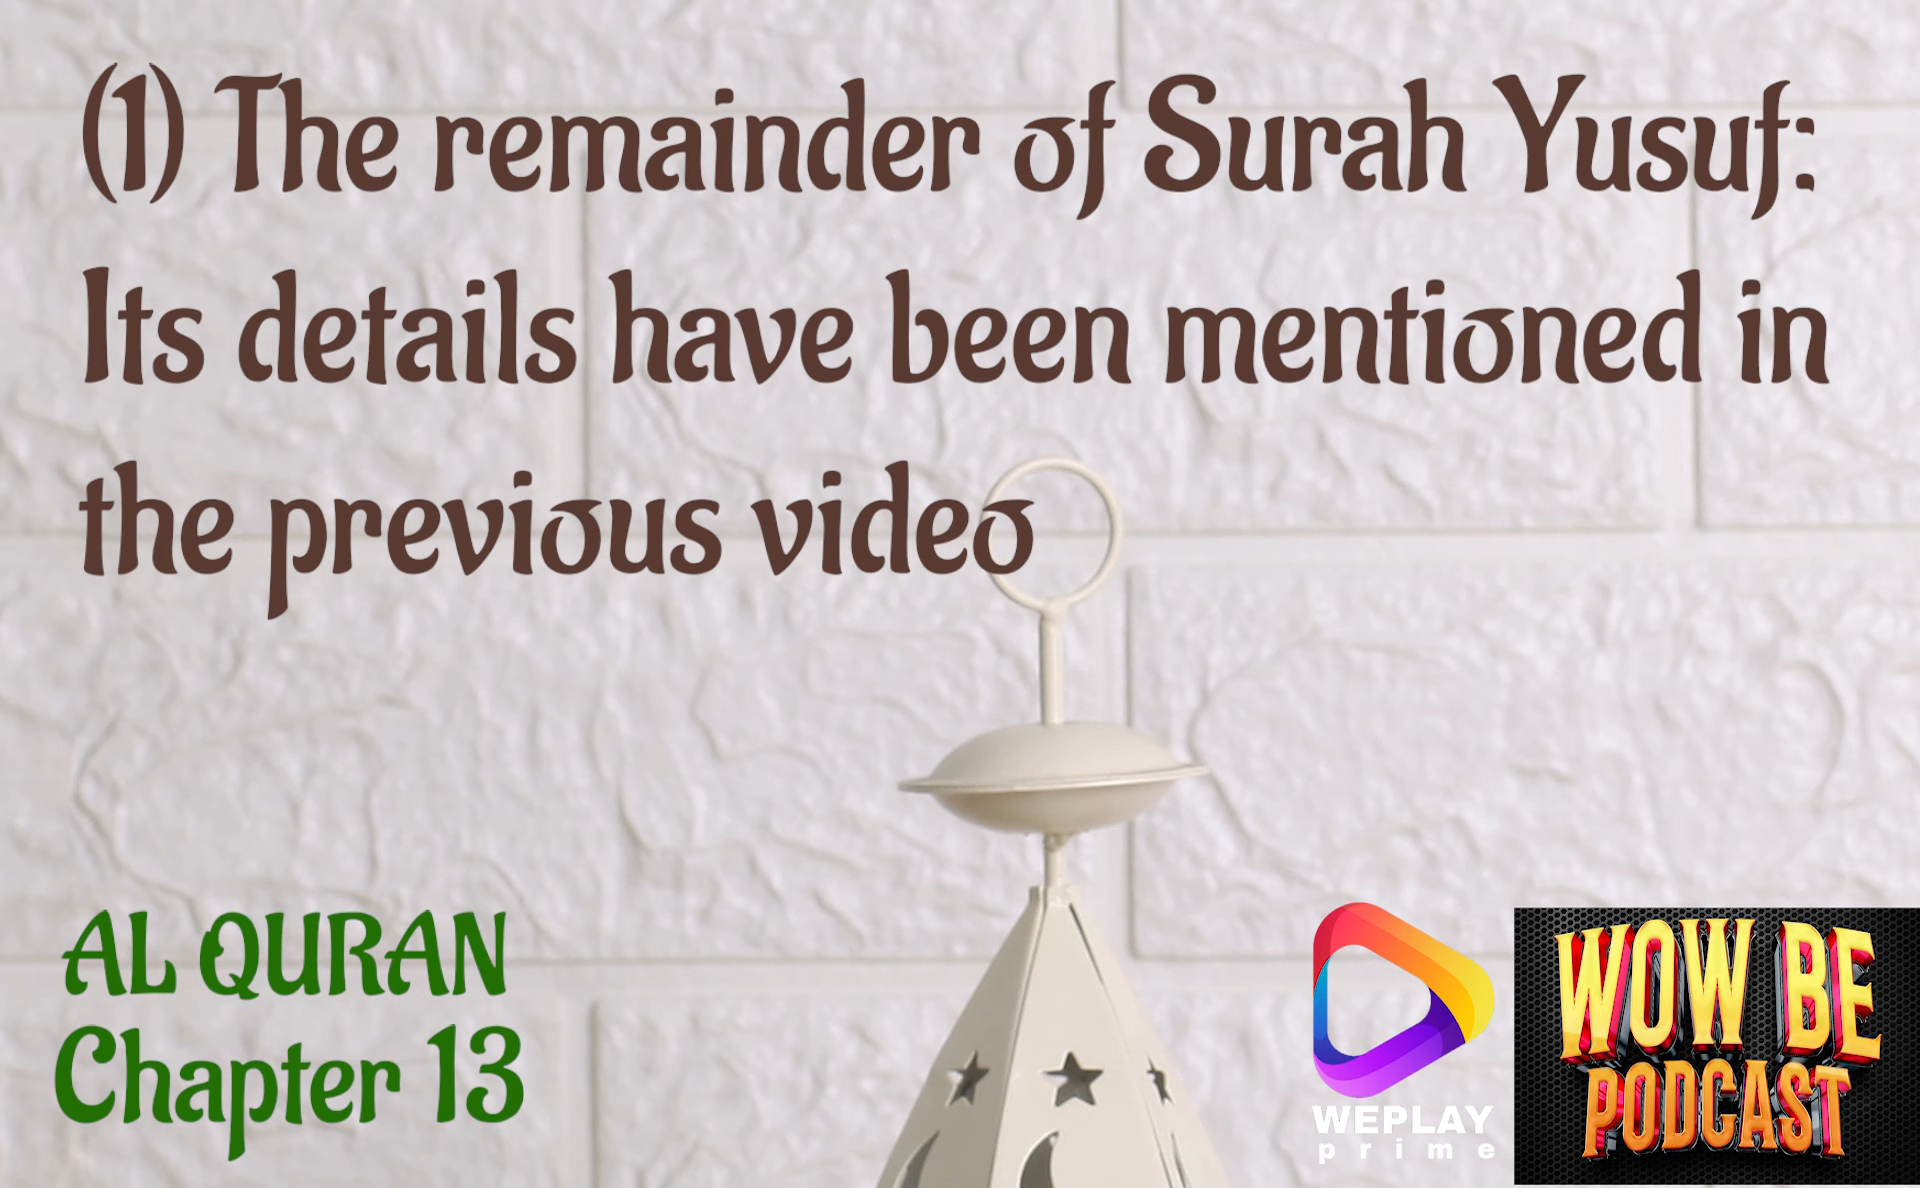 (1) The remainder of Surah Yusuf:
Its details have been mentioned in
the previous video
AL QURAN
Chapter 13
WEPLAY
prime
WOW BE
PODCAST